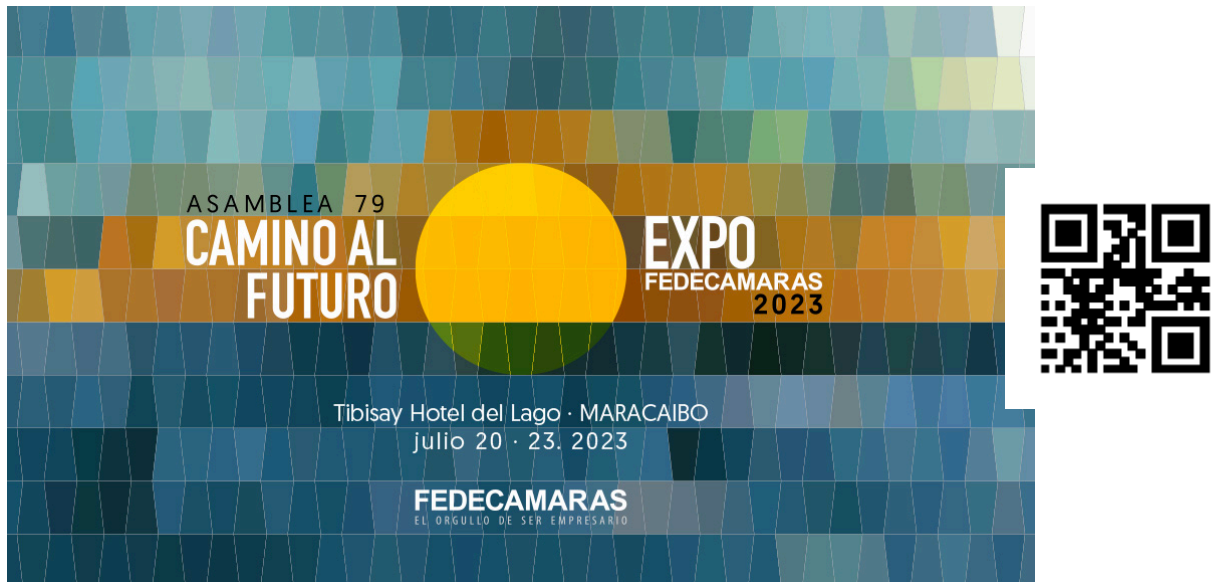 ASAMBLEA 79
CAMINO AL
FUTURO
EXPO
FEDECAMARAS
2023
Tibisay Hotel del Lago · MARACAIBO
julio 20 · 23. 2023
FEDECAMARAS
EL ORGULLO DE SER EMPRESARIO